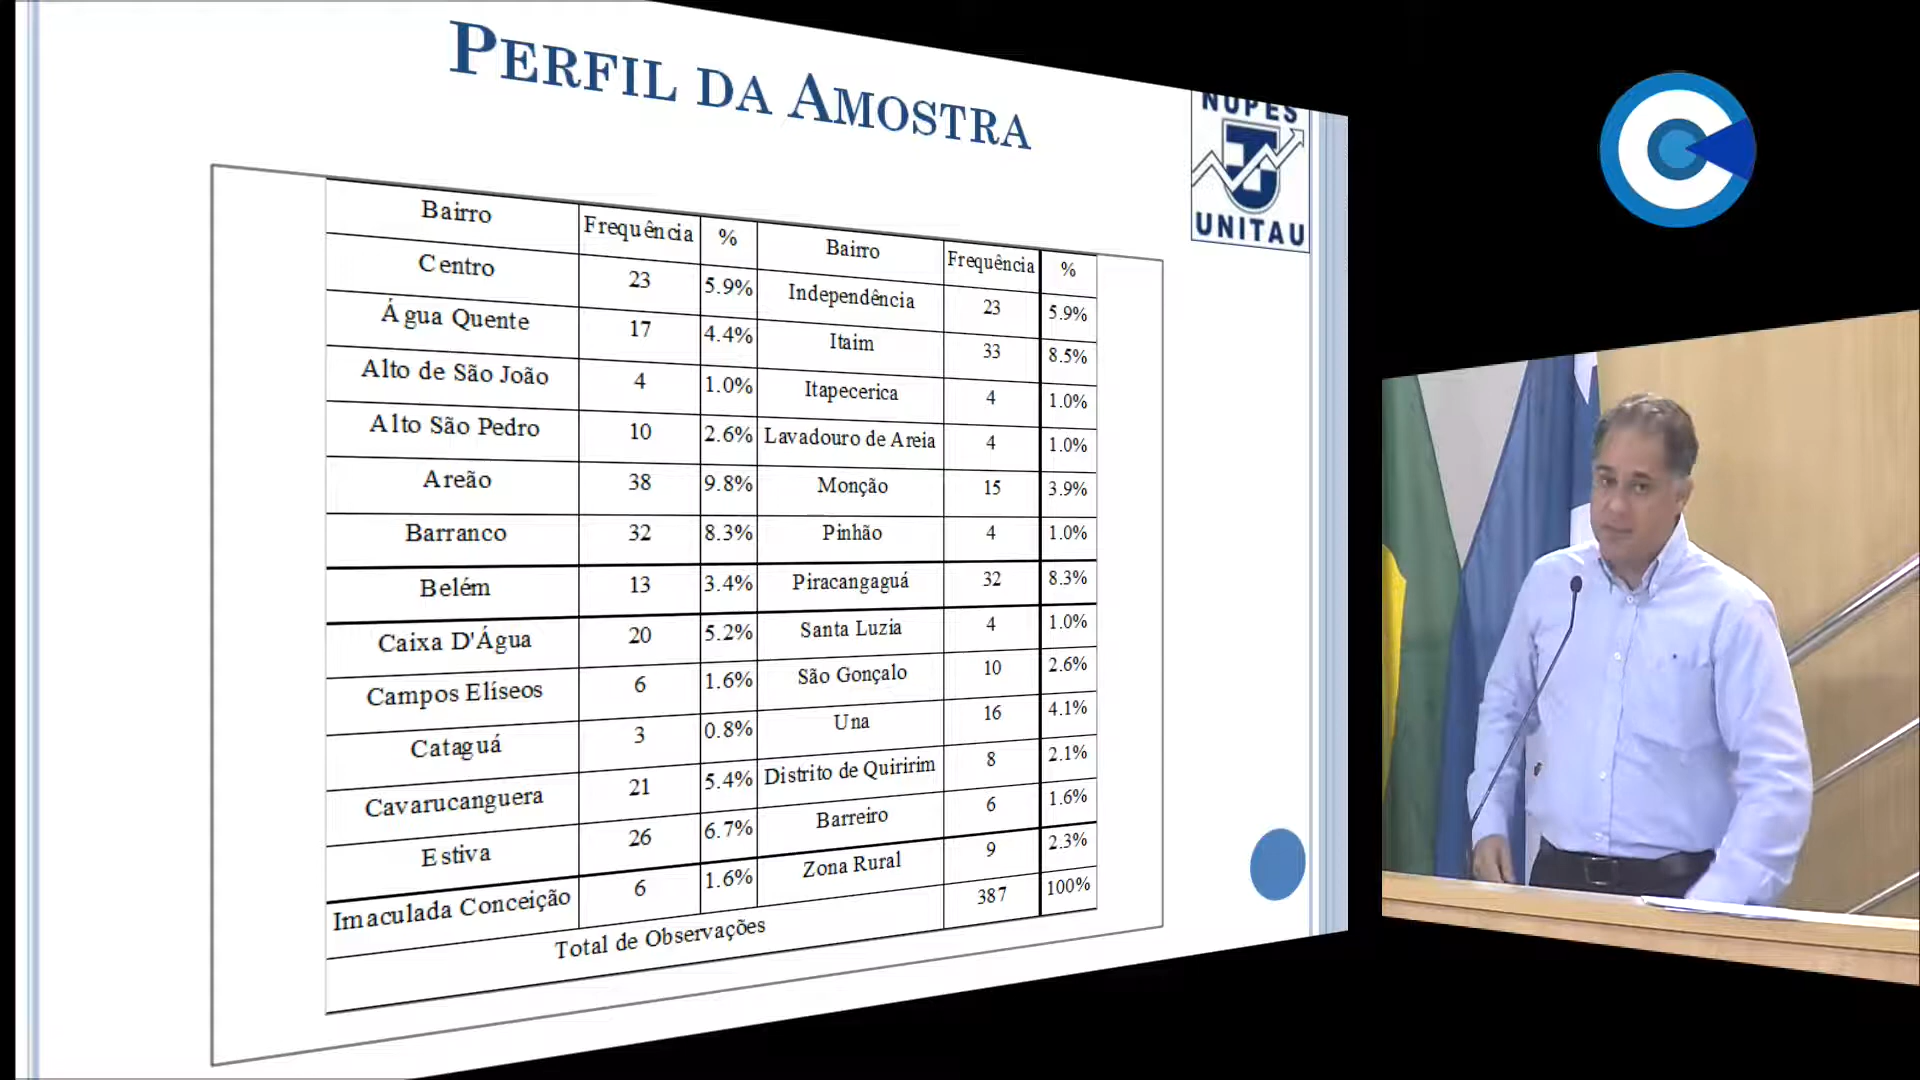 PERFIL DA AMOSTRA
NUPES
UNITAU
Bairro Frequência % Bairro Frequência %
Centro 23 5.9% Independência 23 5.9%
Água Quente 17 4.4% Itaim 33 8.5%
Alto de São João 4 1.0% Itapecerica 4 1.0%
Alto São Pedro 10 2.6% Lavadouro de Areia 4 1.0%
Areão 38 9.8% Monção 15 3.9%
Barranco 32 8.3% Pinhão 4 1.0%
Belém 13 3.4% Piracangaguá 32 8.3%
Caixa D'Água 20 5.2% Santa Luzia 4 1.0%
Campos Elíseos 6 1.6% São Gonçalo 10 2.6%
Cataguá 3 0.8% Una 16 4.1%
Cavarucanguera 21 5.4% Distrito de Quiririm 8 2.1%
Estiva 26 6.7% Barreiro 6 1.6%
Imaculada Conceição 6 1.6% Zona Rural 9 2.3%
Total de Observações 387 100%